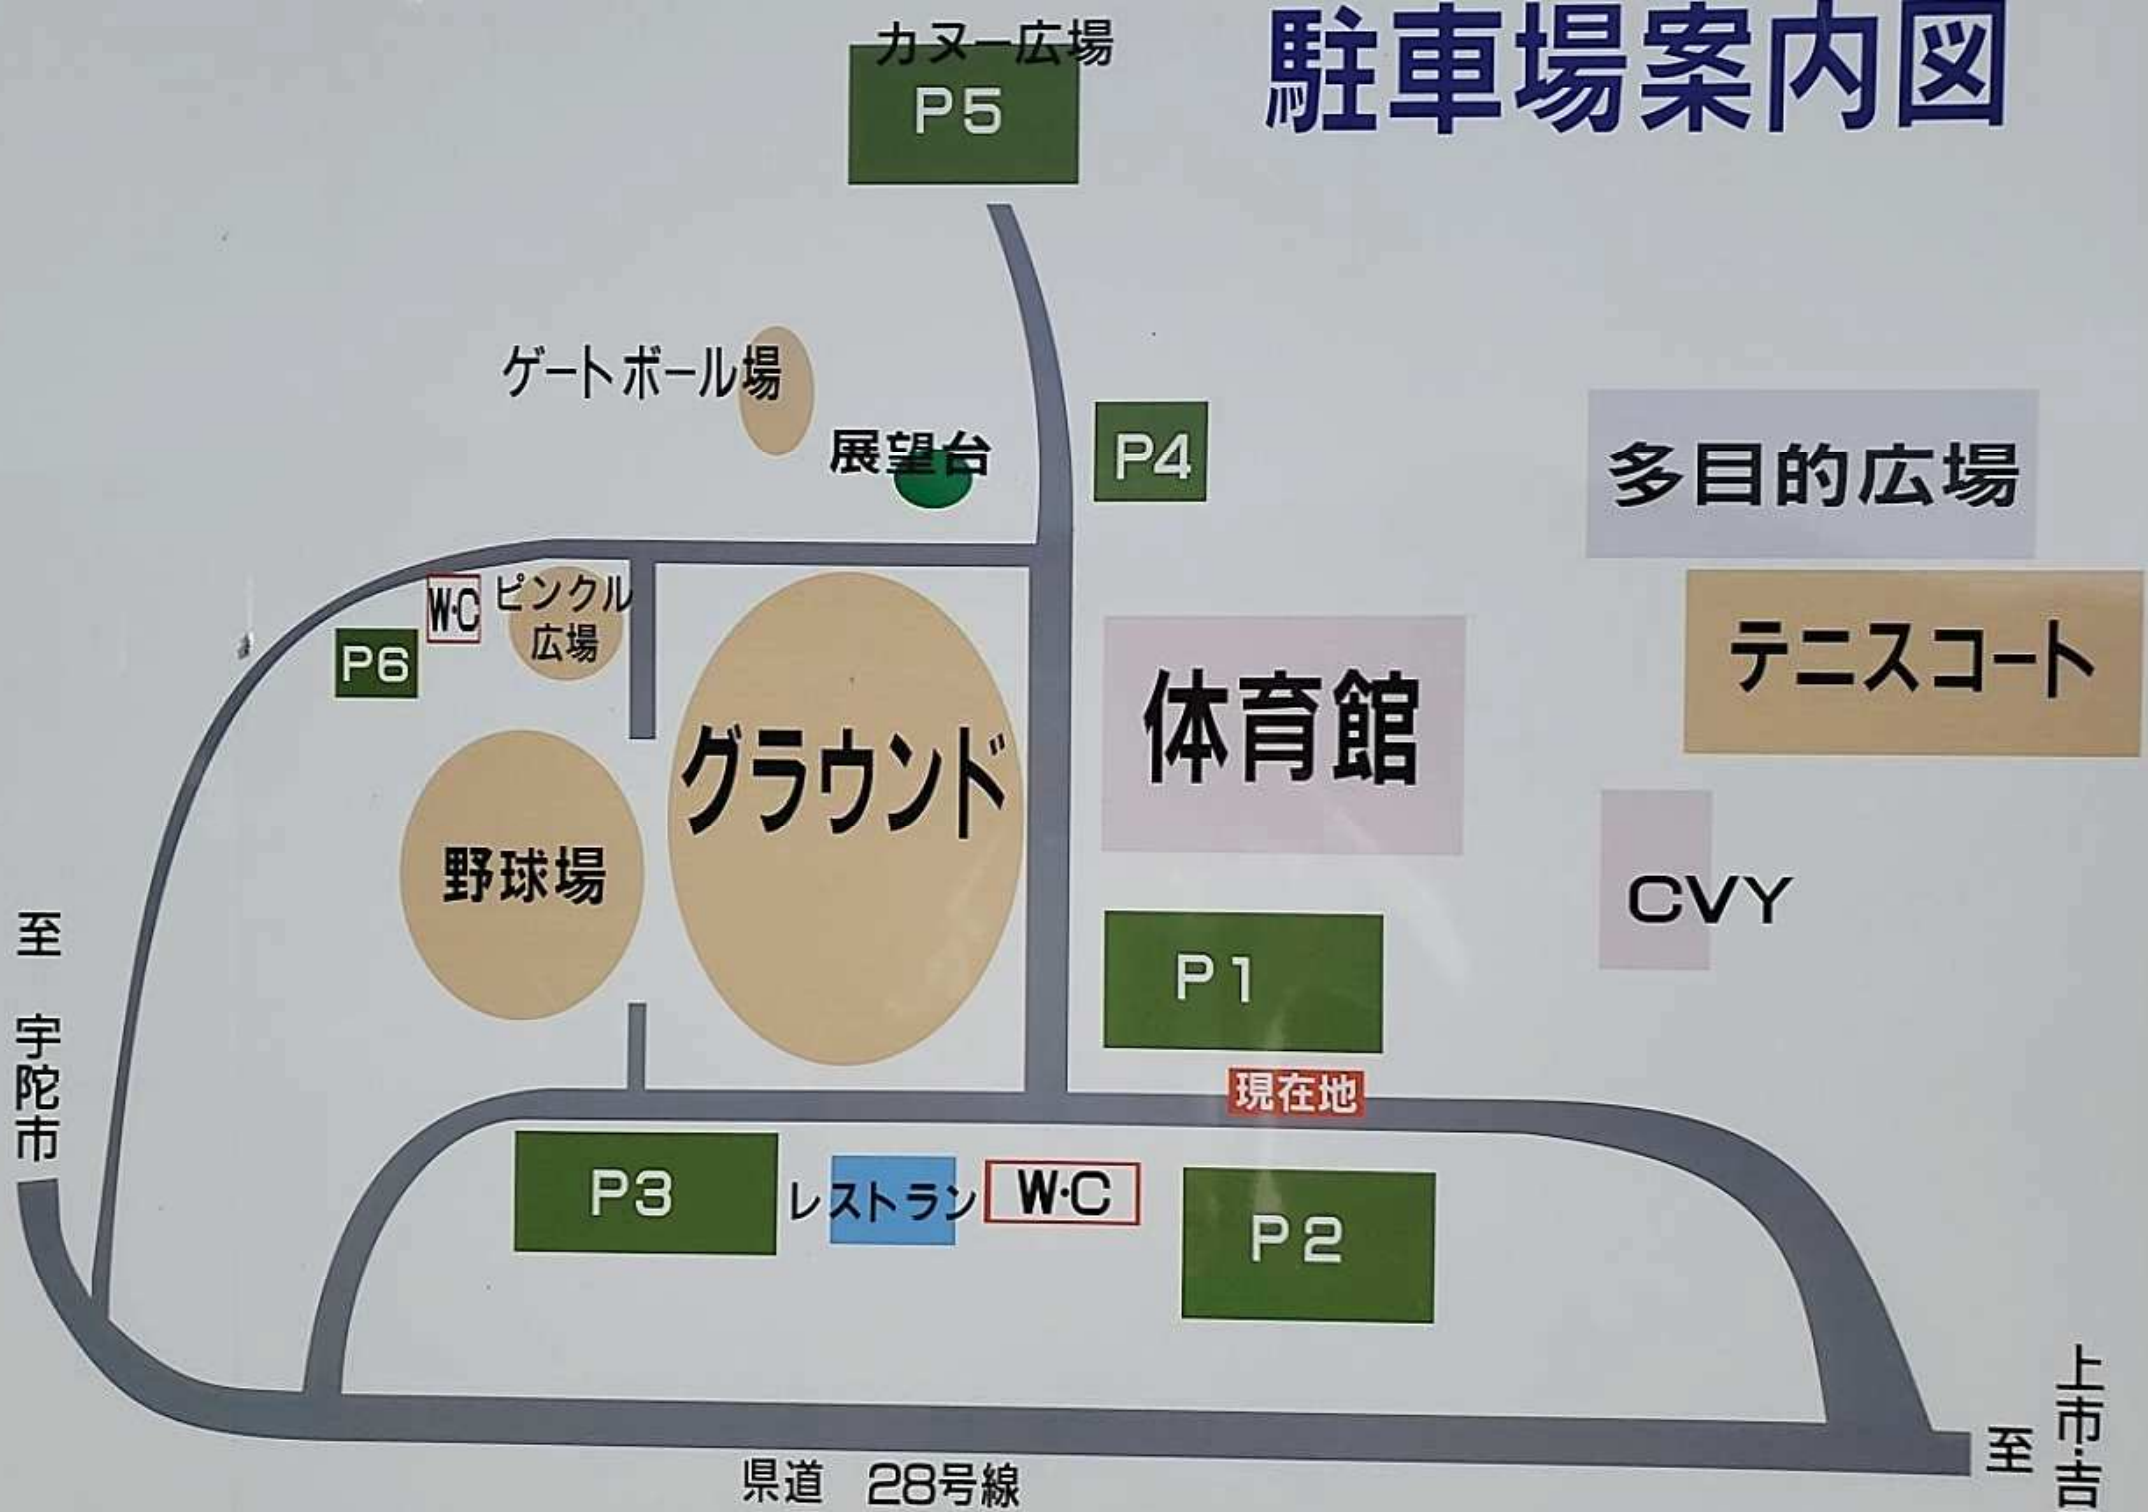 駐車場案内図
カヌー広場
P5
ゲートボール場
展望台
P4
多目的広場
W・C
ピンクル
広場
P6
テニスコート
体育館
グラウンド
野球場
CVY
P1
現在地
至 宇陀市
P3
レストラン
W・C
P2
県道 28号線
至
上市・吉